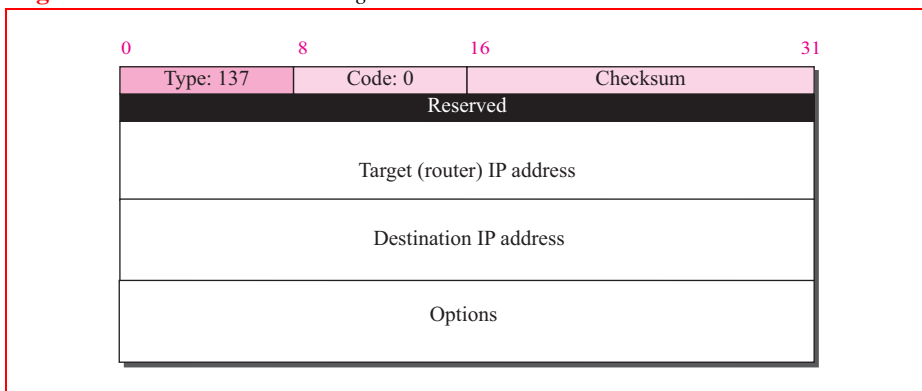 0 8 16 31
Type: 137 Code: 0 Checksum
Reserved
Target (router) IP address
Destination IP address
Options